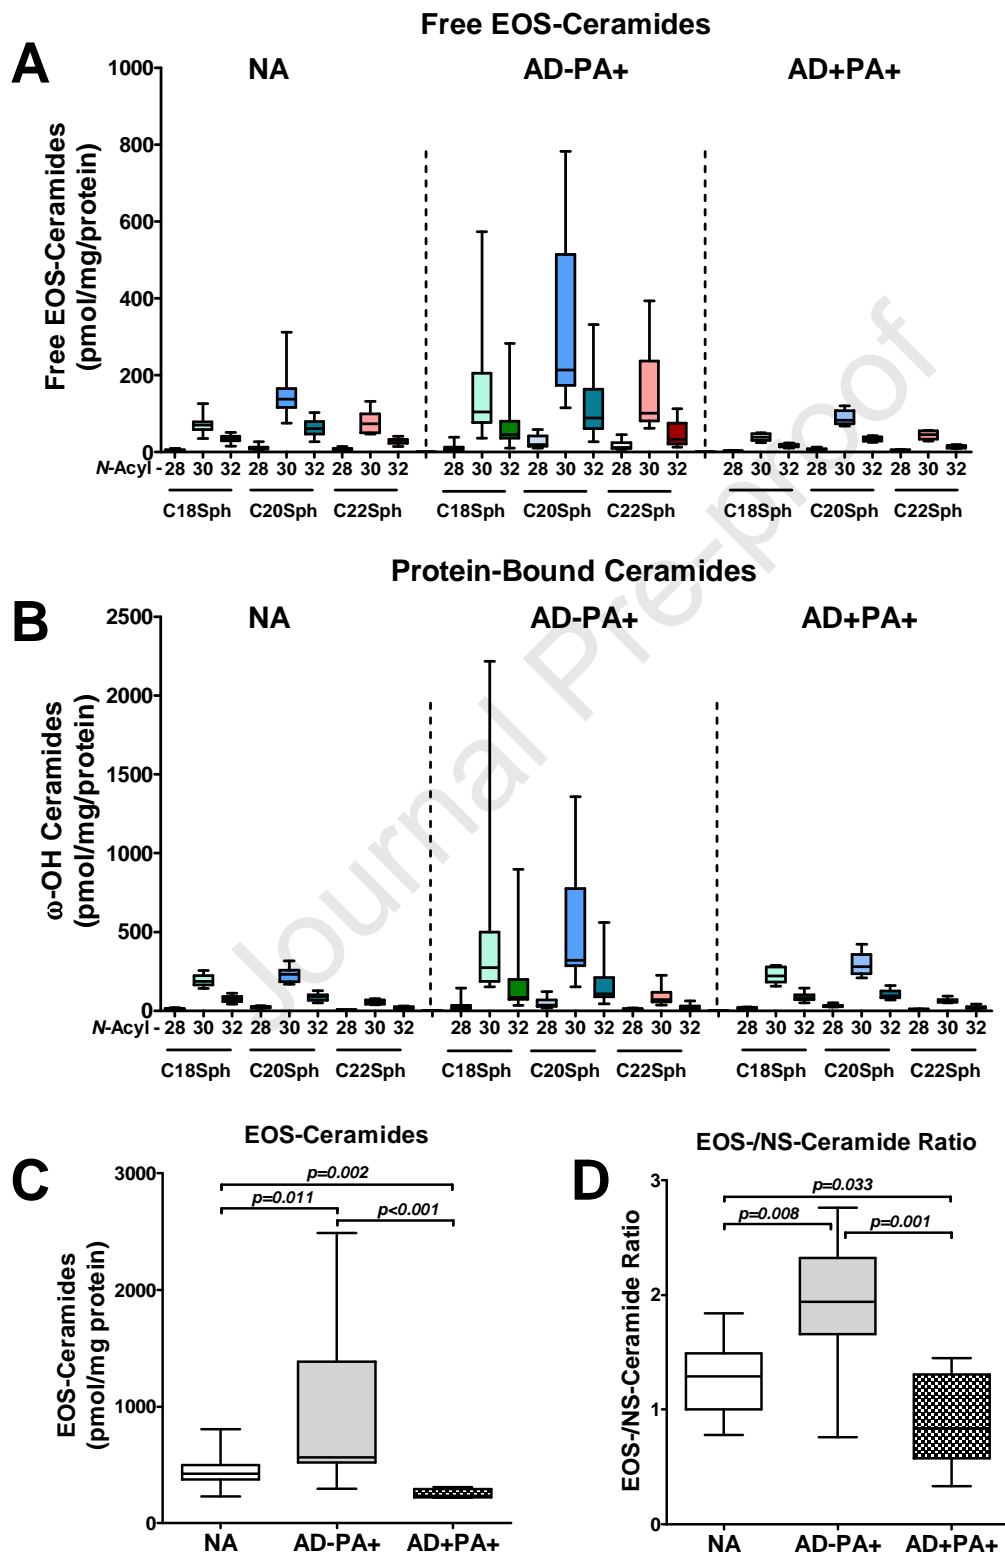 Free EOS-Ceramides
A
NA AD-PA+ AD+PA+
Free EOS-Ceramides
(pmol/mg/protein)
1000
800
600
400
200
0
N-Acyl - 28 30 32 28 30 32 28 30 32 28 30 32 28 30 32 28 30 32 28 30 32 28 30 32 28 30 32
C18Sph C20Sph C22Sph C18Sph C20Sph C22Sph C18Sph C20Sph C22Sph
Protein-Bound Ceramides
B
NA AD-PA+ AD+PA+
ω-OH Ceramides
(pmol/mg/protein)
2500
2000
1500
1000
500
0
N-Acyl - 28 30 32 28 30 32 28 30 32 28 30 32 28 30 32 28 30 32 28 30 32 28 30 32 28 30 32
C18Sph C20Sph C22Sph C18Sph C20Sph C22Sph C18Sph C20Sph C22Sph
C
EOS-Ceramides
EOS-Ceramides
(pmol/mg protein)
3000
2000
1000
0
p=0.002
p=0.011
p<0.001
NA AD-PA+ AD+PA+
D
EOS-/NS-Ceramide Ratio
EOS-/NS-Ceramide Ratio
3
2
1
0
p=0.033
p=0.008
p=0.001
NA AD-PA+ AD+PA+
Journal Pre-proof